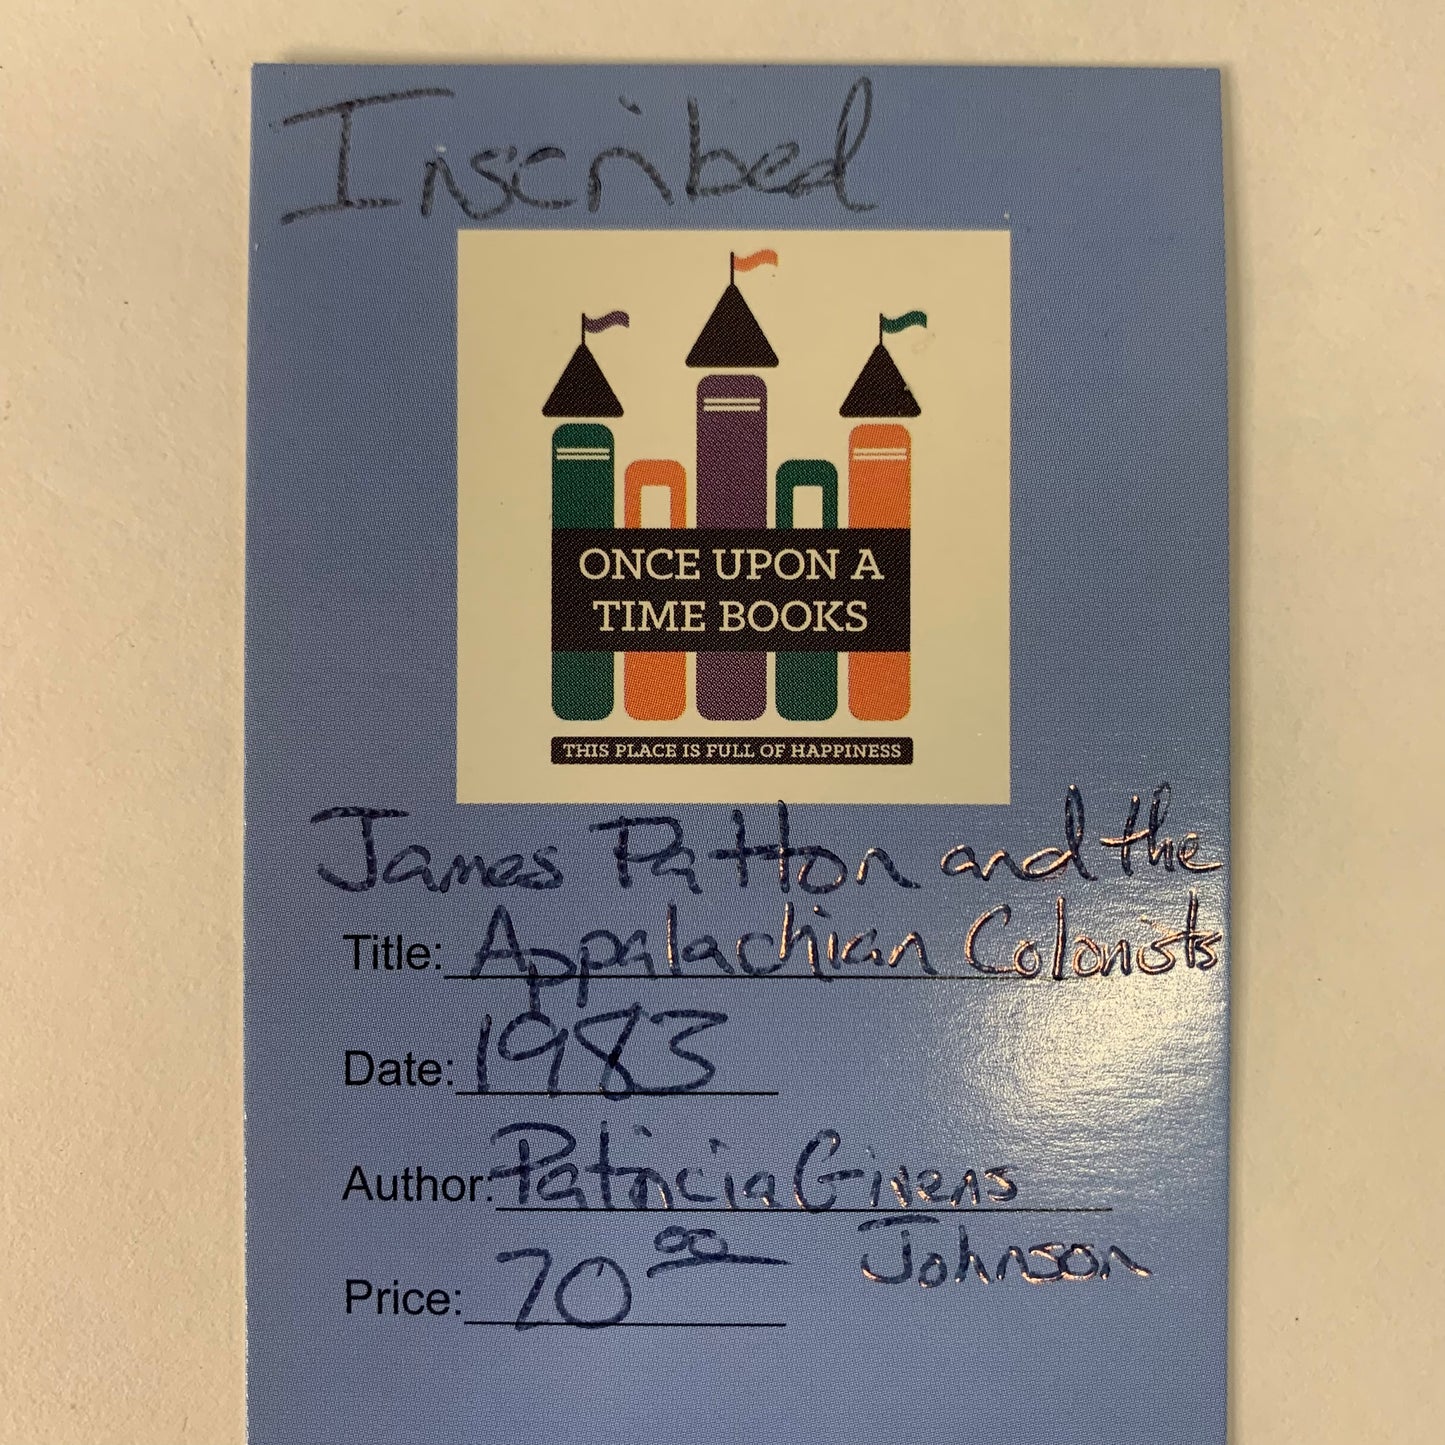 Inscribed
ONCE UPON A
TIME BOOKS
THIS PLACE IS FULL OF HAPPINESS
James Patton and the
Title: Appalachian Colonists
Date: 1983
Author: Patricia Givens
Johnson
Price: 70 00